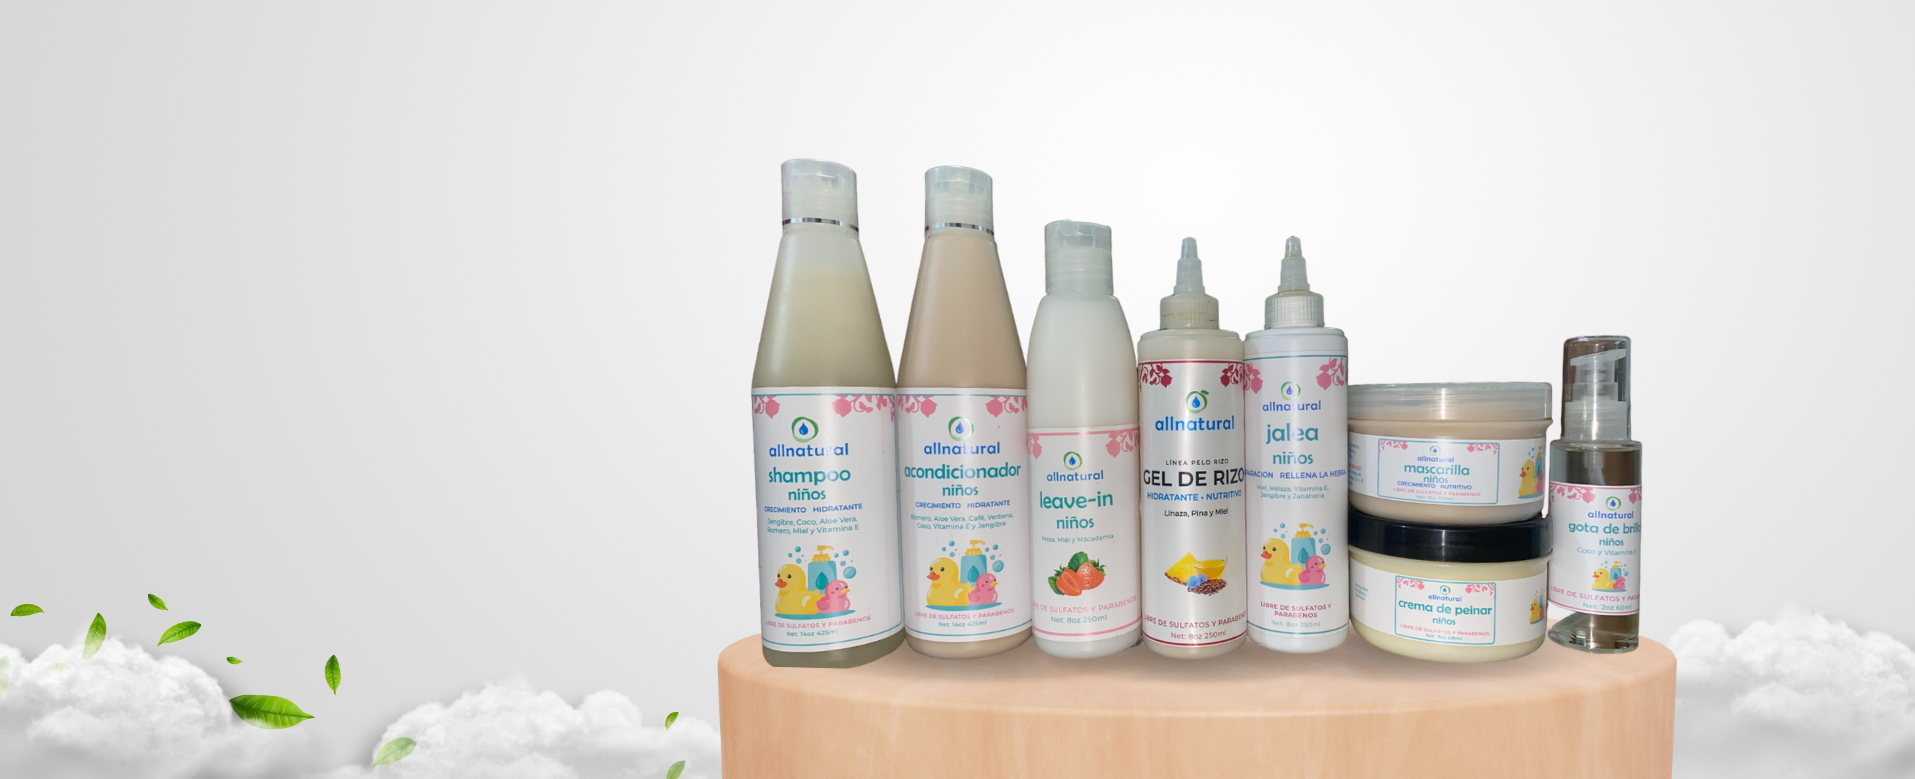 allnatural
shampoo
niños
CRECIMIENTO HIDRATANTE
Jengibre, Coco, Aloe Vera,
Romero, Miel y Vitamina E
LIBRE DE SULFATOS Y PARABENOS
Net: 14oz 425ml
allnatural
acondicionador
niños
CRECIMIENTO HIDRATANTE
Romero, Aloe Vera, Café, Verbena,
Coco, Vitamina E y Jengibre
LIBRE DE SULFATOS Y PARABENOS
Net: 14oz 425ml
allnatural
leave-in
niños
Miel y Macadamia
DE SULFATOS Y PARABENOS
Net: 8oz 250ml
allnatural
LÍNEA PELO RIZO
GEL DE RIZO
HIDRATANTE - NUTRITIVO
Linaza, Pina y Miel
LIBRE DE SULFATOS Y PARABENOS
Net: 8oz 250ml
allnatural
jalea
niños
RELLENA LA HEBRA
Miel, Melaza, Vitamina E,
Jengibre y Zanahoria
LIBRE DE SULFATOS Y
PARABENOS
Net: 8oz 250ml
allnatural
mascarilla
niños
CRECIMIENTO NUTRITIVO
LIBRE DE SULFATOS Y PARABENOS
allnatural
crema de peinar
niños
LIBRE DE SULFATOS Y PARABENOS
allnatural
gota de brillo
niños
Coco y Vitamina E
LIBRE DE SULFATOS Y
Net: 2oz 60ml